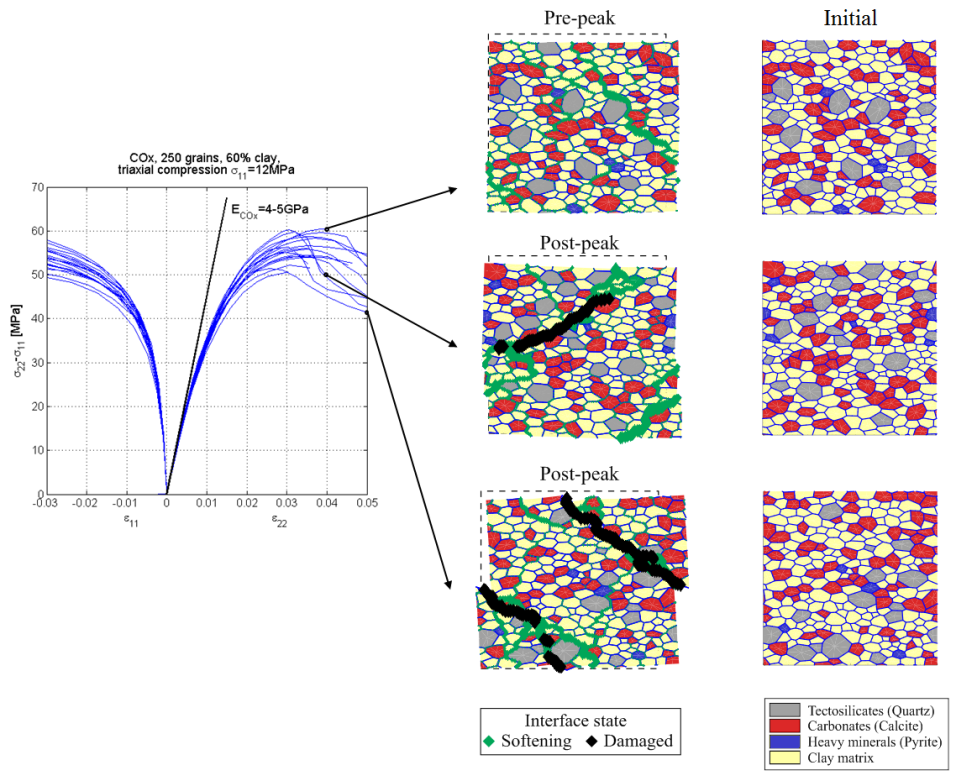 Pre-peak
Initial
COx, 250 grains, 60% clay,
triaxial compression σ11=12MPa
70
60
50
40
30
20
10
0
E_COx=4-5GPa
σ22-σ11 [MPa]
-0.03 -0.02 -0.01 0 0.01 0.02 0.03 0.04 0.05
ε11
ε22
Post-peak
Post-peak
Interface state
Softening
Damaged
Tectosilicates (Quartz)
Carbonates (Calcite)
Heavy minerals (Pyrite)
Clay matrix